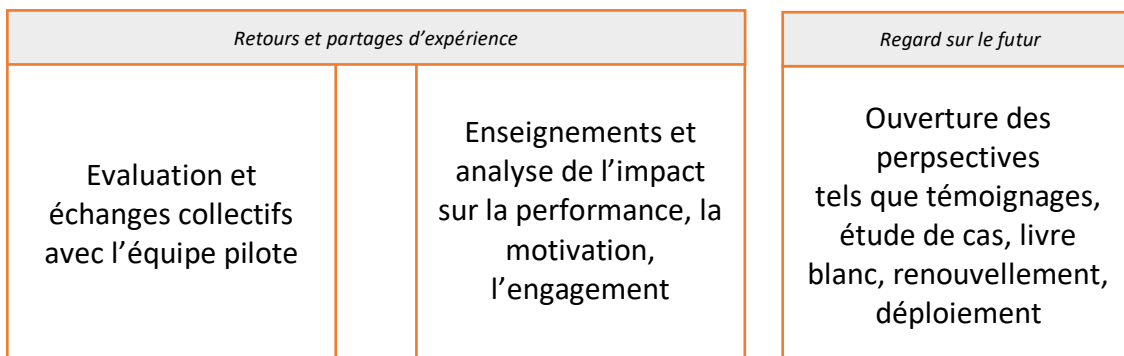 Retours et partages d’expérience
Evaluation et
échanges collectifs
avec l’équipe pilote
Enseignements et
analyse de l’impact
sur la performance, la
motivation,
l’engagement
Regard sur le futur
Ouverture des
perpsectives
tels que témoignages,
étude de cas, livre
blanc, renouvellement,
déploiement